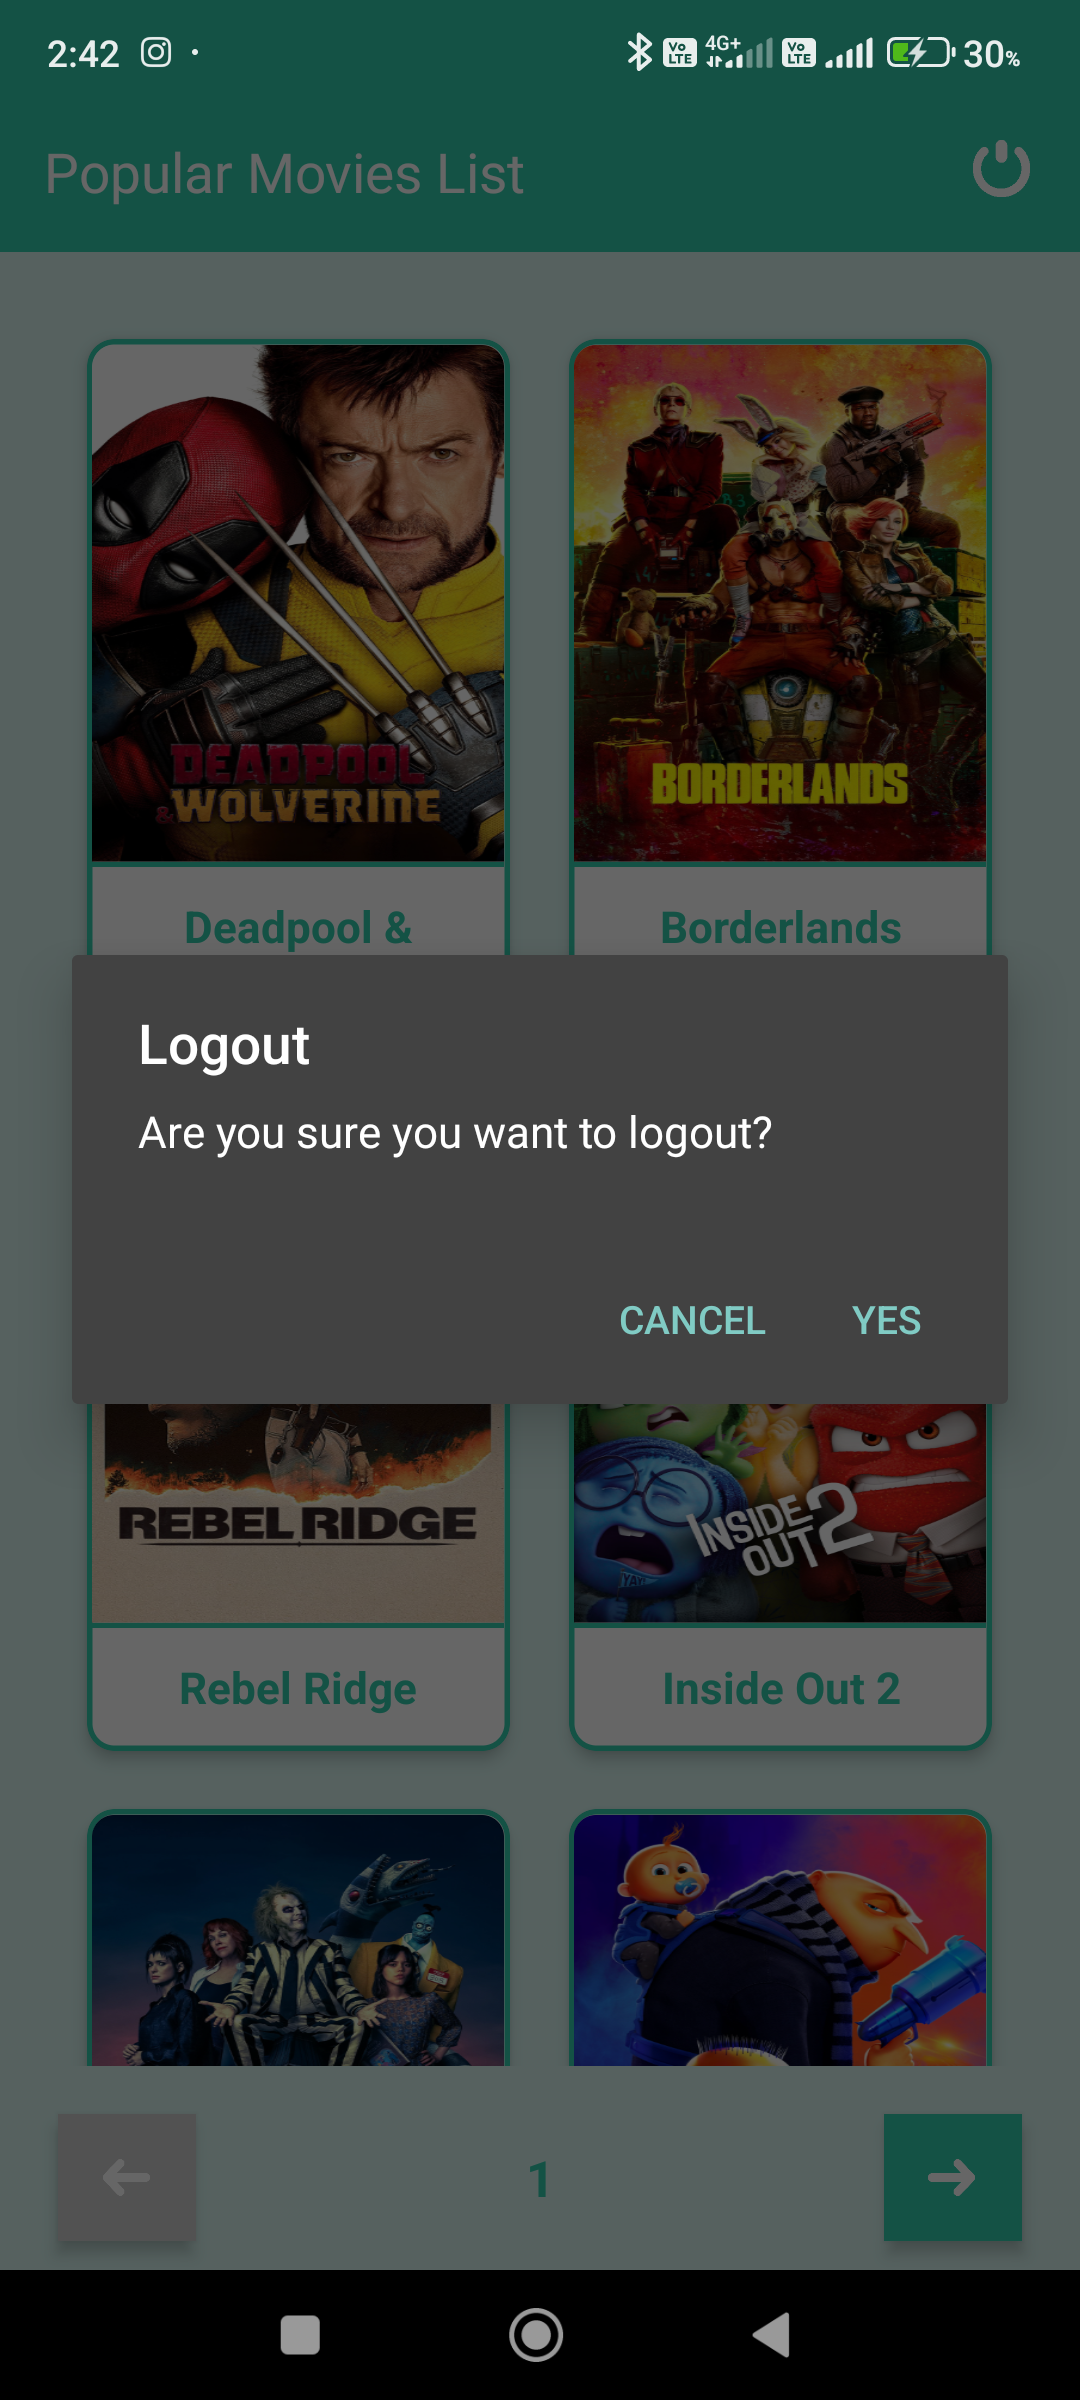 2:42
Vo LTE
4G+
Vo LTE
30%
Popular Movies List
DEADPOOL
&WOLVERINE
BORDERLANDS
Deadpool &
Borderlands
Logout
Are you sure you want to logout?
CANCEL
YES
REBEL RIDGE
INSIDE
OUT 2
YAY!
Rebel Ridge
Inside Out 2
1